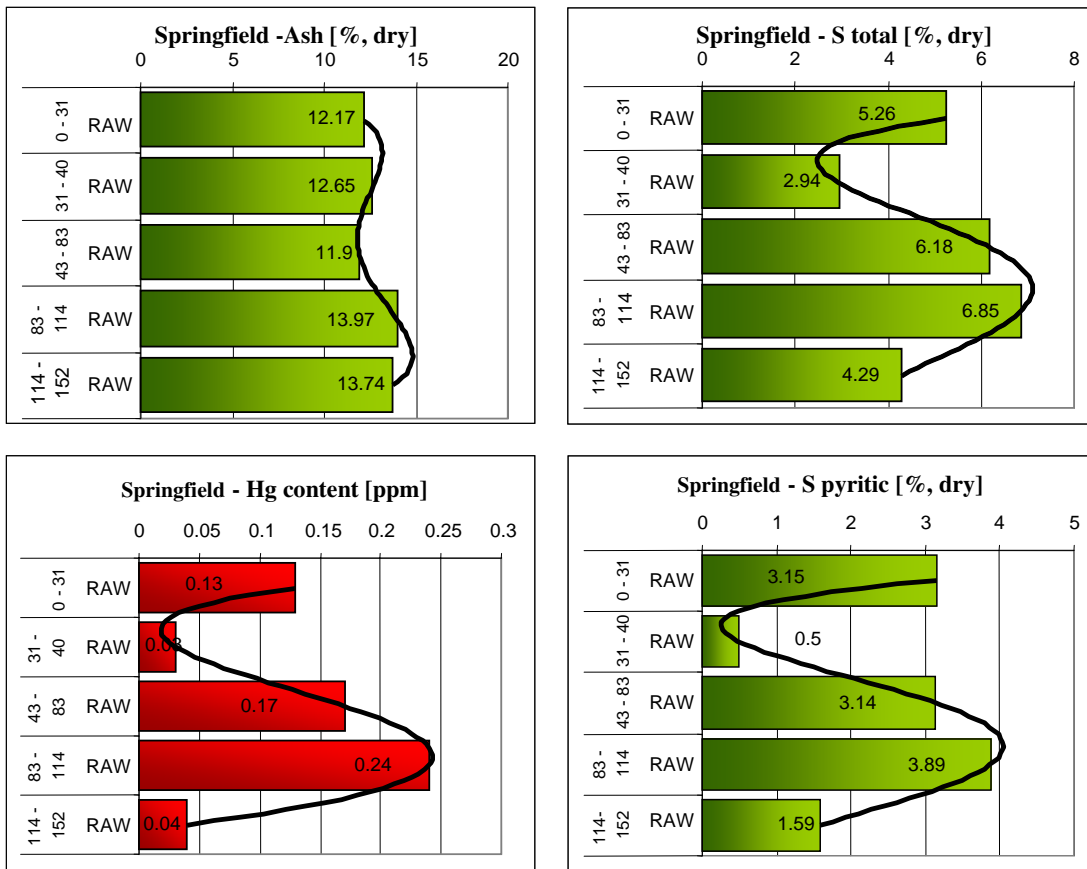 Springfield -Ash [%, dry]
0 5 10 15 20
0 - 31 RAW 12.17
31 - 40 RAW 12.65
43 - 83 RAW 11.9
83 -
114 RAW 13.97
114 -
152 RAW 13.74
Springfield - S total [%, dry]
0 2 4 6 8
0 - 31 RAW 5.26
31 - 40 RAW 2.94
43 - 83 RAW 6.18
83 -
114 RAW 6.85
114 -
152 RAW 4.29
Springfield - Hg content [ppm]
0 0.05 0.1 0.15 0.2 0.25 0.3
0 - 31 RAW 0.13
31 -
40 RAW 0.03
43 -
83 RAW 0.17
83 -
114 RAW 0.24
114 -
152 RAW 0.04
Springfield - S pyritic [%, dry]
0 1 2 3 4 5
0 - 31 RAW 3.15
31 - 40 RAW 0.5
43 - 83 RAW 3.14
83 -
114 RAW 3.89
114-
152 RAW 1.59